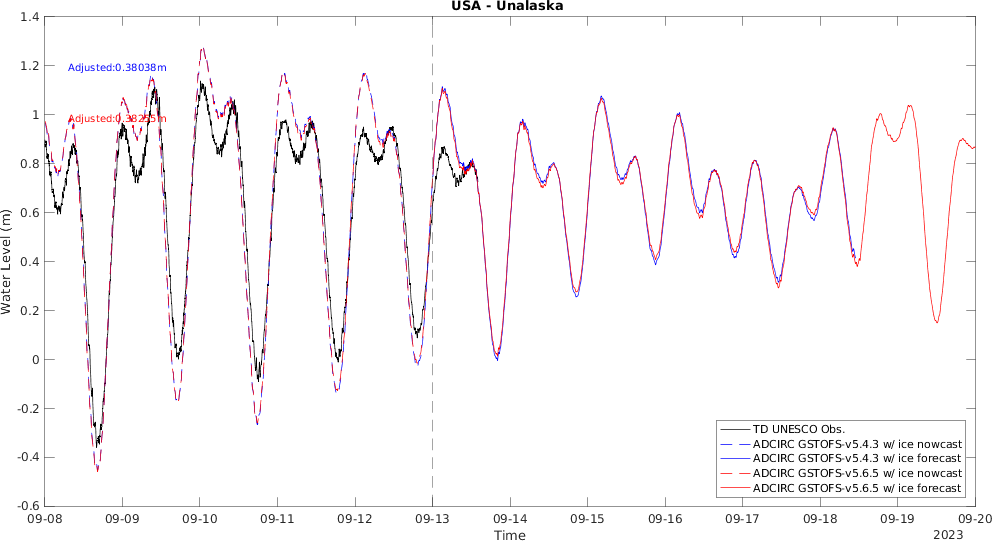 USA - Unalaska
1.4
1.2
1
0.8
0.6
0.4
0.2
0
-0.2
-0.4
-0.6
Water Level (m)
Adjusted:0.38038m
TD UNESCO Obs.
ADCIRC GSTOFS-v5.4.3 w/ ice nowcast
ADCIRC GSTOFS-v5.4.3 w/ ice forecast
ADCIRC GSTOFS-v5.6.5 w/ ice nowcast
ADCIRC GSTOFS-v5.6.5 w/ ice forecast
09-08 09-09 09-10 09-11 09-12 09-13 09-14 09-15 09-16 09-17 09-18 09-19 09-20
Time
2023